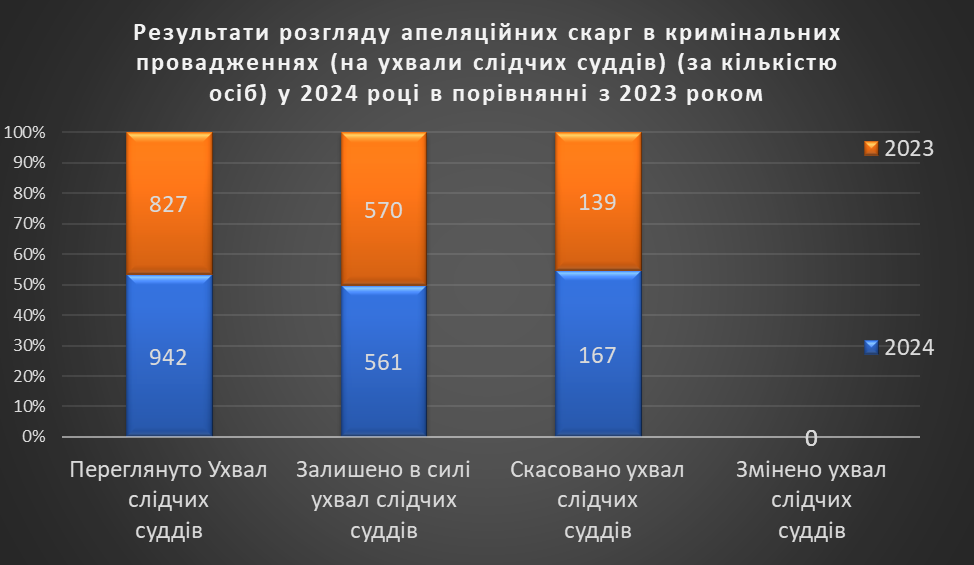 Результати розгляду апеляційних скарг в кримінальних
провадженнях (на ухвали слідчих суддів) (за кількістю
осіб) у 2024 році в порівнянні з 2023 роком
100%
90%
80%
70%
60%
50%
40%
30%
20%
10%
0%
827
570
139
942
561
167
0
2023
2024
Переглянуто Ухвал
слідчих
суддів
Залишено в силі
ухвал слідчих
суддів
Скасовано ухвал
слідчих
суддів
Змінено ухвал
слідчих
суддів